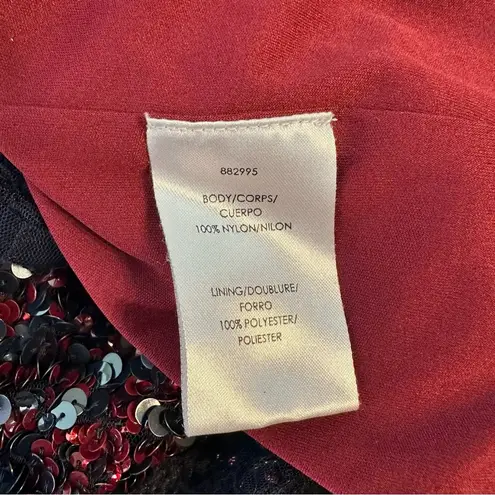 882995
BODY/CORPS/
CUERPO
100% NYLON/NILON
LINING/DOUBLURE/
FORRO
100% POLYESTER/
POLIESTER